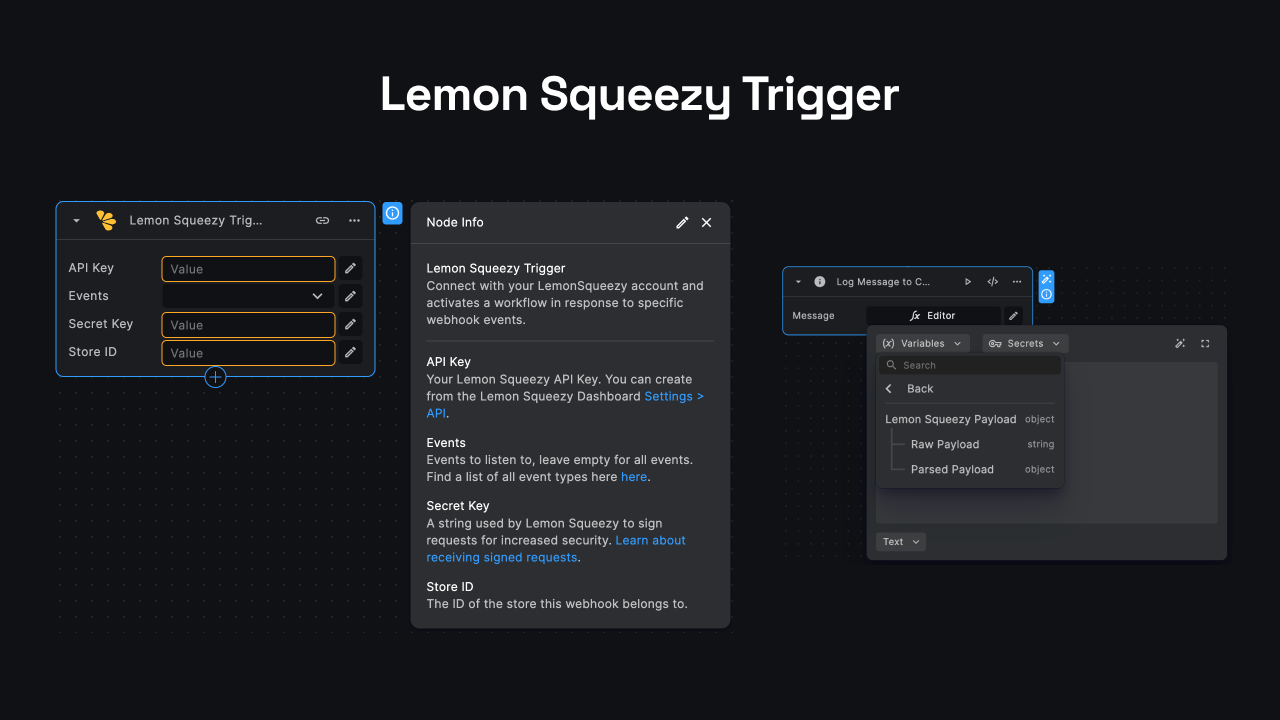 Lemon Squeezy Trigger
Lemon Squeezy Trig...
API Key
Value
Events
Secret Key
Value
Store ID
Value
Node Info
Lemon Squeezy Trigger
Connect with your LemonSqueezy account and
activates a workflow in response to specific
webhook events.
API Key
Your Lemon Squeezy API Key. You can create
from the Lemon Squeezy Dashboard Settings >
API.
Events
Events to listen to, leave empty for all events.
Find a list of all event types here here.
Secret Key
A string used by Lemon Squeezy to sign
requests for increased security. Learn about
receiving signed requests.
Store ID
The ID of the store this webhook belongs to.
Log Message to C...
Message
fx Editor
(x) Variables
Secrets
Search
Back
Lemon Squeezy Payload object
Raw Payload string
Parsed Payload object
Text